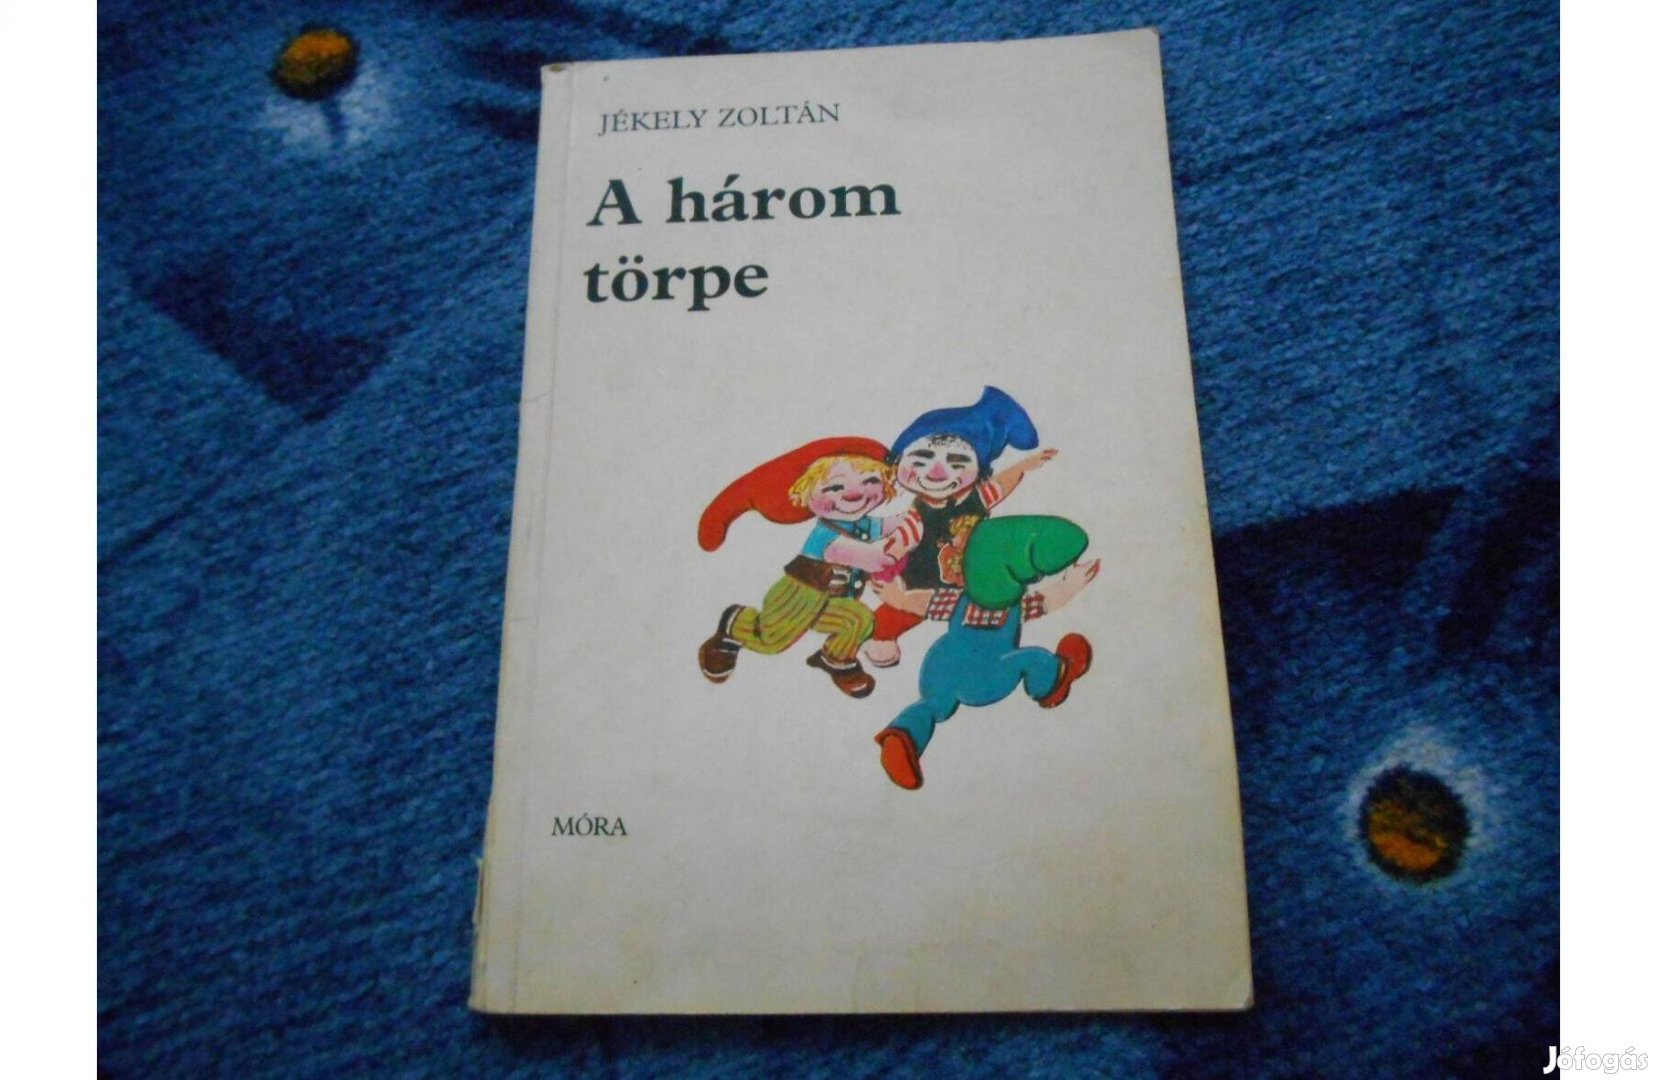 JÉKELY ZOLTÁN
A három
törpe
MÓRA
Jófogás